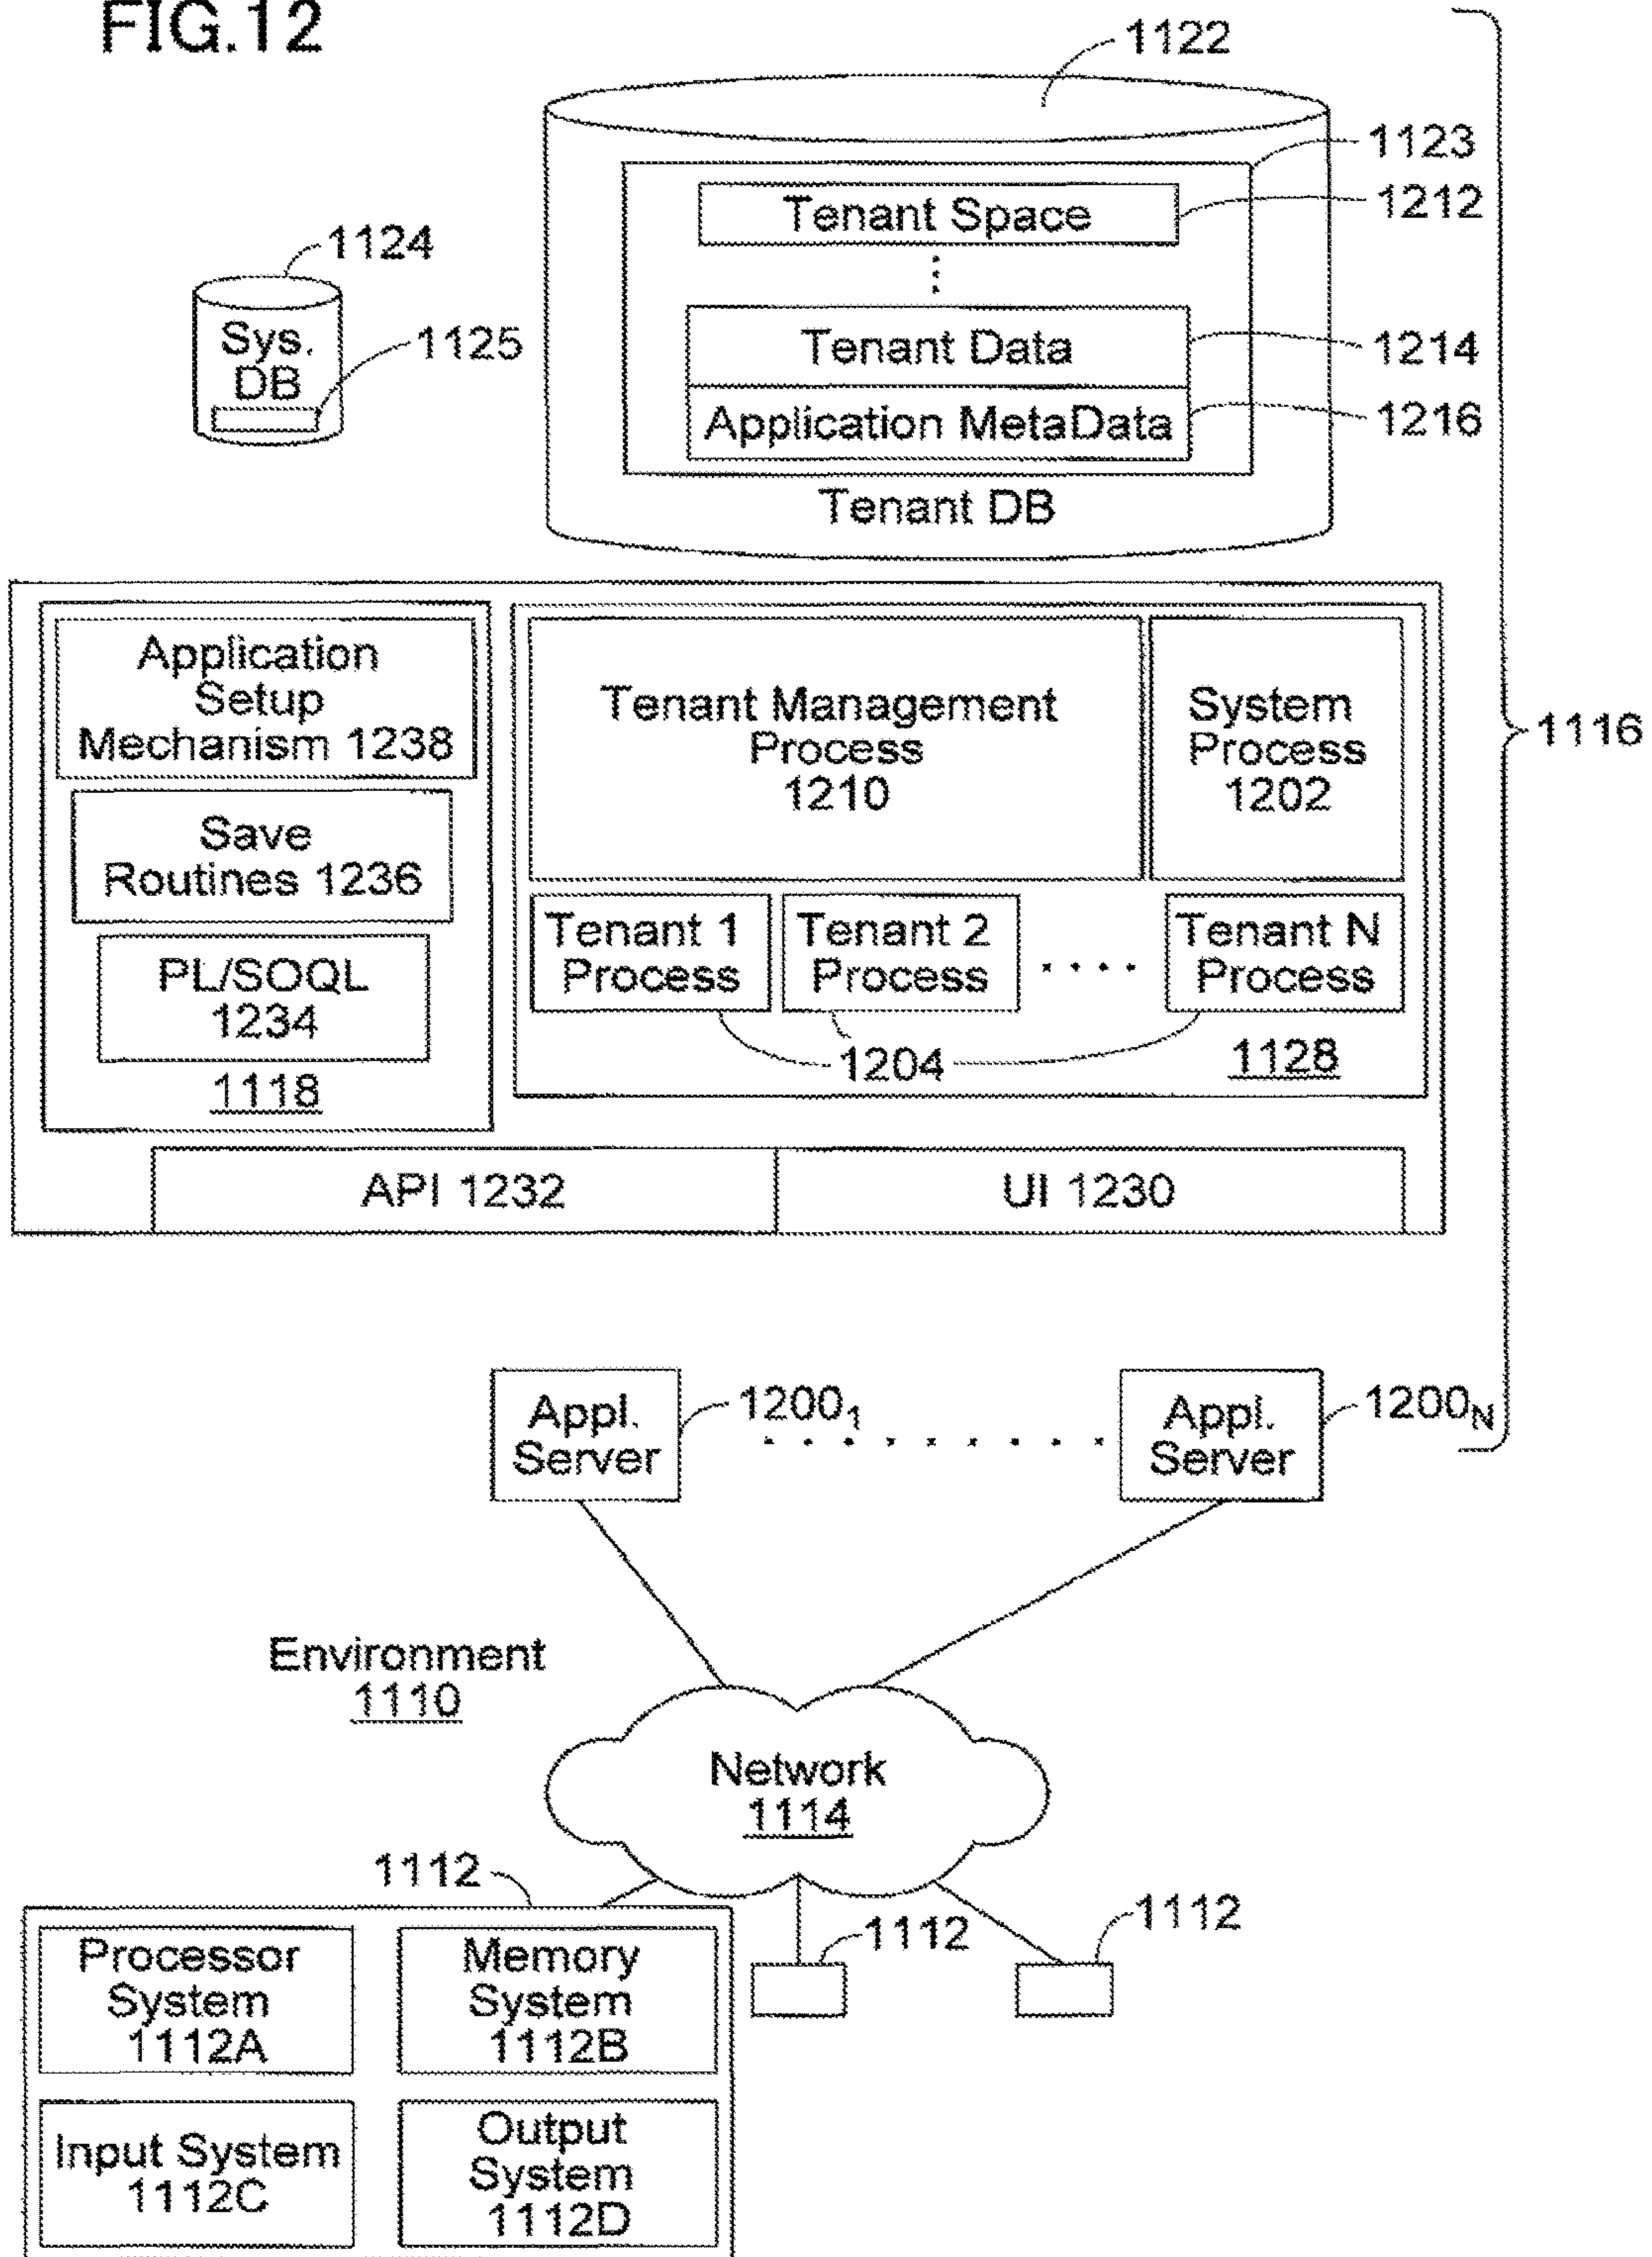 FIG.12
1122
1123
Tenant Space
1212
1124
Sys.
DB
1125
Tenant Data
1214
Application MetaData
1216
Tenant DB
Application
Setup
Mechanism 1238
Tenant Management
Process
1210
System
Process
1202
1116
Save
Routines 1236
Tenant 1
Process
Tenant 2
Process
Tenant N
Process
PL/SOQL
1234
1204
1128
1118
API 1232
UI 1230
Appl.
Server
1200₁
Appl.
Server
1200N
Environment
1110
Network
1114
1112
Processor
System
1112A
Memory
System
1112B
1112
1112
Input System
1112C
Output
System
1112D